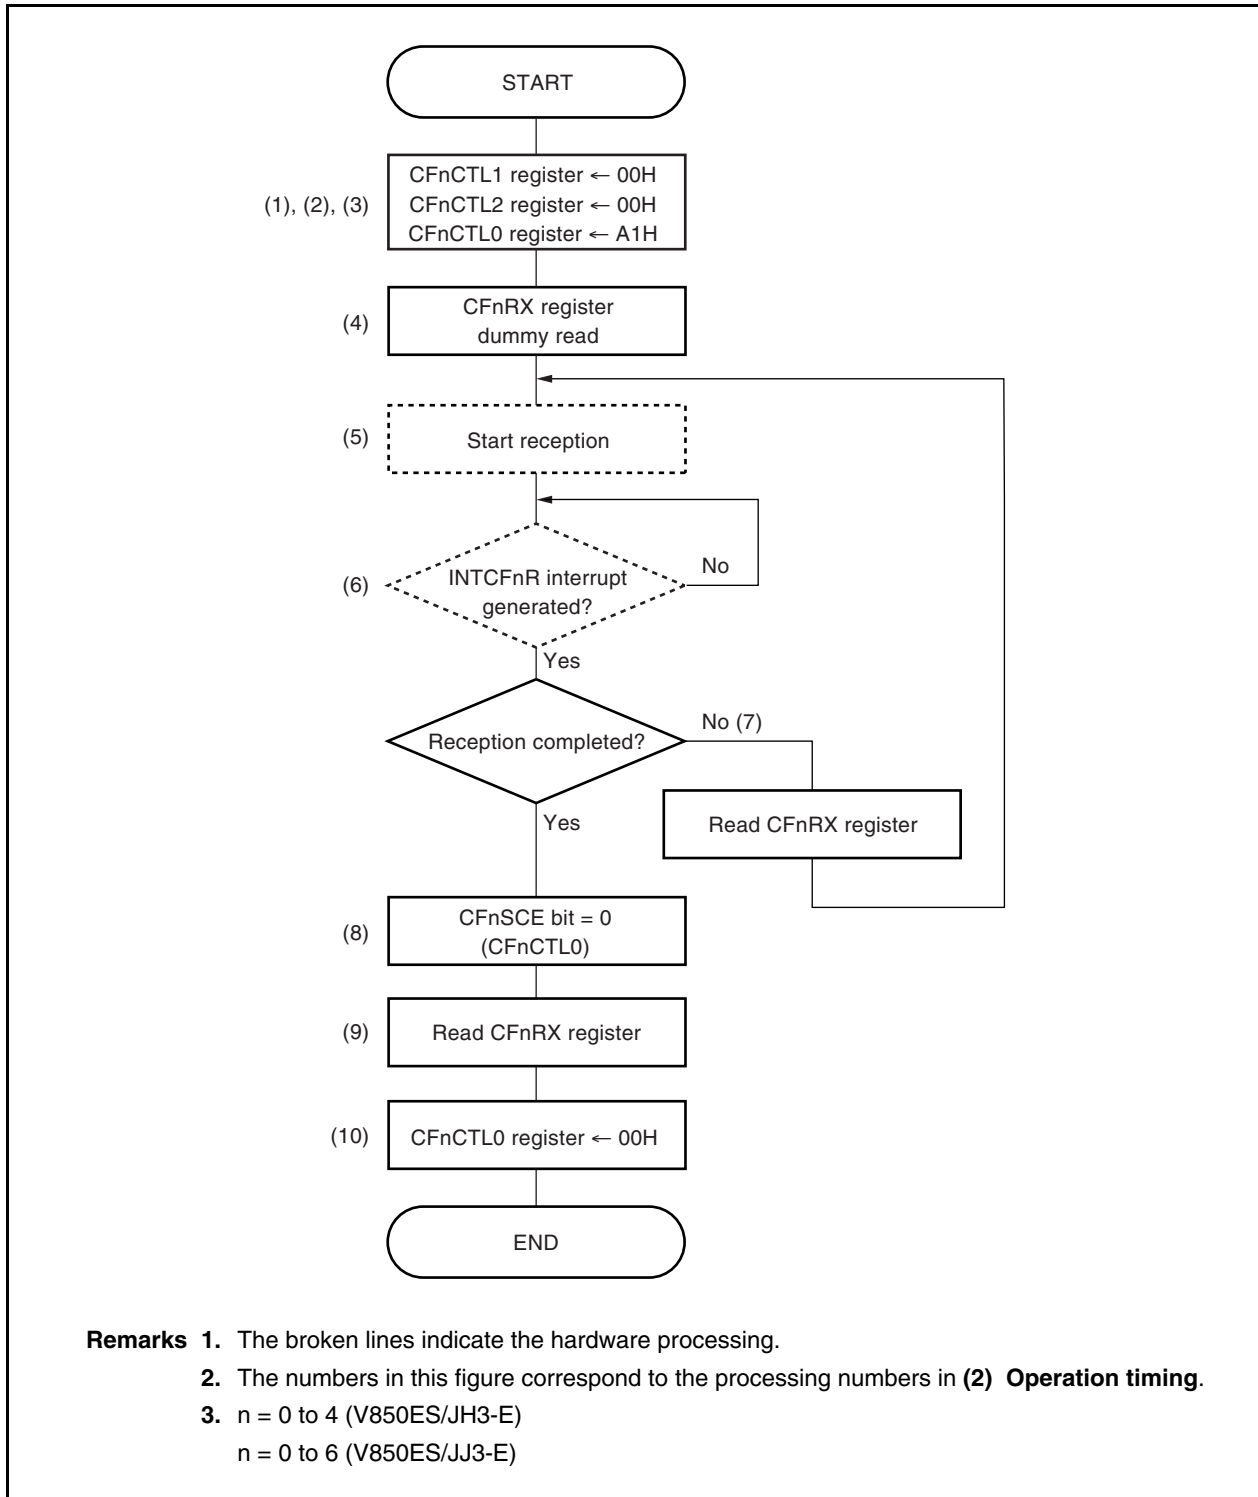 START
(1), (2), (3)
CFnCTL1 register ← 00H
CFnCTL2 register ← 00H
CFnCTL0 register ← A1H
(4)
CFnRX register
dummy read
(5)
Start reception
(6)
INTCFnR interrupt
generated?
No
Yes
Reception completed?
No (7)
Read CFnRX register
Yes
(8)
CFnSCE bit = 0
(CFnCTL0)
(9)
Read CFnRX register
(10)
CFnCTL0 register ← 00H
END
Remarks 1. The broken lines indicate the hardware processing.
2. The numbers in this figure correspond to the processing numbers in (2) Operation timing.
3. n = 0 to 4 (V850ES/JH3-E)
n = 0 to 6 (V850ES/JJ3-E)